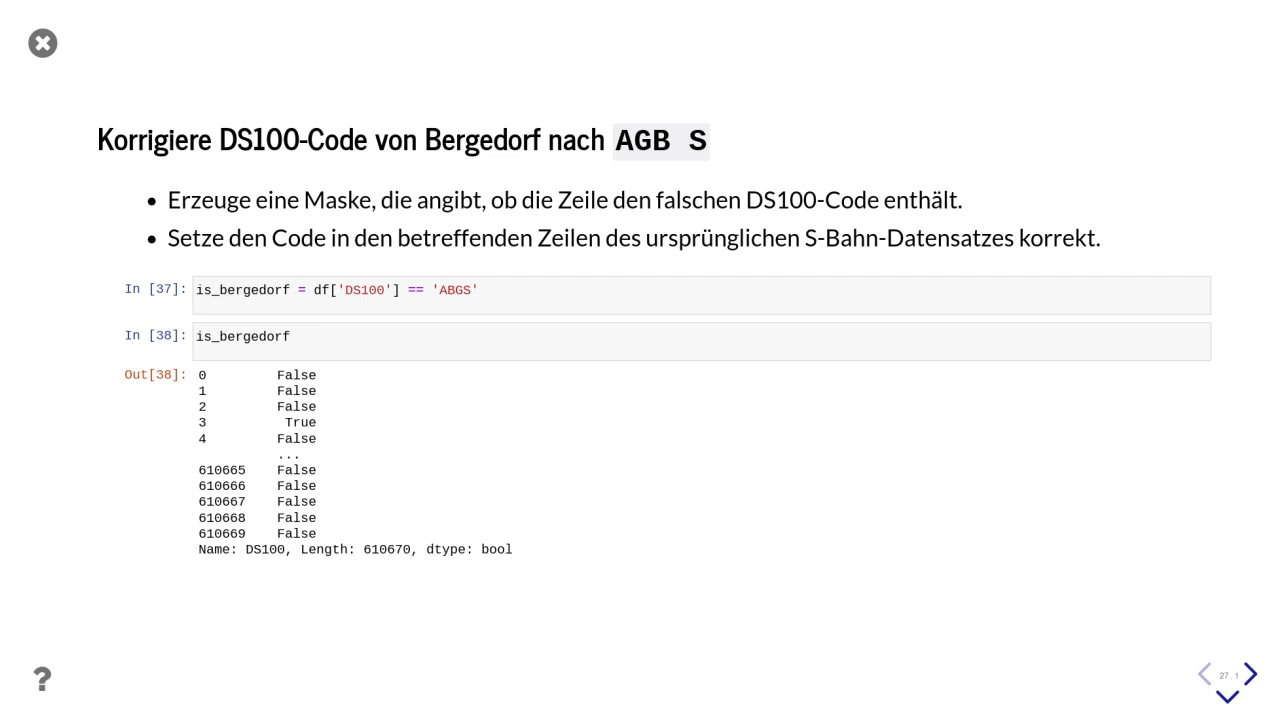 Korrigiere DS100-Code von Bergedorf nach AGB S
• Erzeuge eine Maske, die angibt, ob die Zeile den falschen DS100-Code enthält.
• Setze den Code in den betreffenden Zeilen des ursprünglichen S-Bahn-Datensatzes korrekt.
In [37]: is_bergedorf = df['DS100'] == 'ABGS'
In [38]: is_bergedorf
Out[38]: 0         False
1         False
2         False
3          True
4         False
...
610665    False
610666    False
610667    False
610668    False
610669    False
Name: DS100, Length: 610670, dtype: bool
?
27 . 1